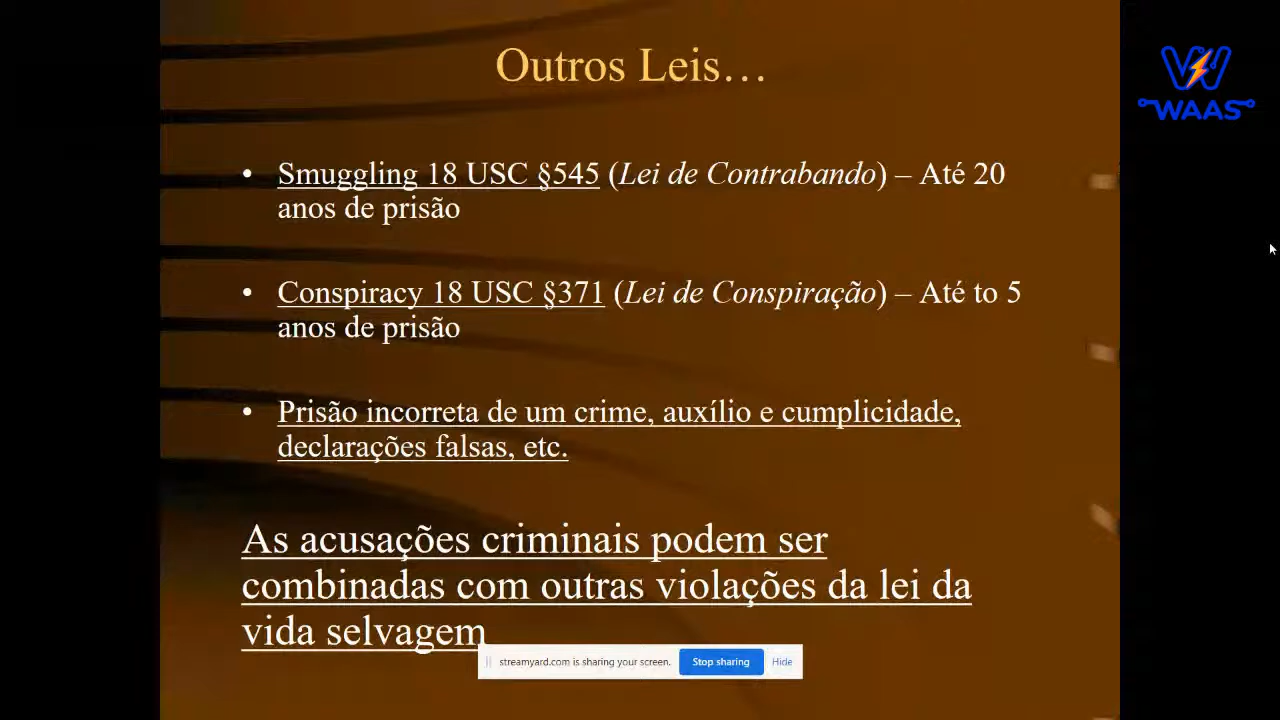 Outros Leis…
WAAS
• Smuggling 18 USC §545 (Lei de Contrabando) – Até 20
anos de prisão
• Conspiracy 18 USC §371 (Lei de Conspiração) – Até to 5
anos de prisão
• Prisão incorreta de um crime, auxílio e cumplicidade,
declarações falsas, etc.
As acusações criminais podem ser
combinadas com outras violações da lei da
vida selvagem
streamyard.com is sharing your screen. Stop sharing Hide